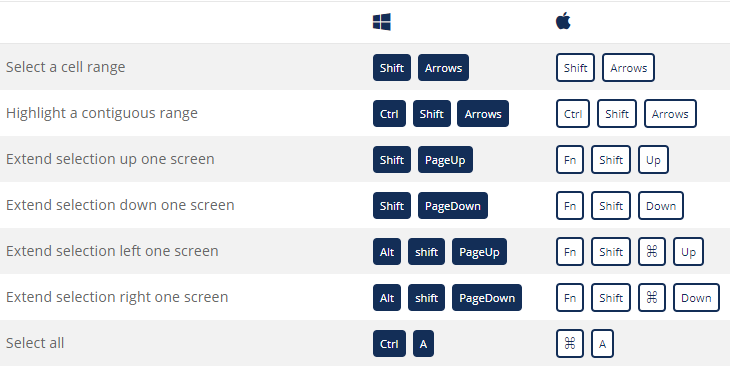 Select a cell range Shift Arrows Shift Arrows
Highlight a contiguous range Ctrl Shift Arrows Ctrl Shift Arrows
Extend selection up one screen Shift PageUp Fn Shift Up
Extend selection down one screen Shift PageDown Fn Shift Down
Extend selection left one screen Alt shift PageUp Fn Shift ⌘ Up
Extend selection right one screen Alt shift PageDown Fn Shift ⌘ Down
Select all Ctrl A ⌘ A